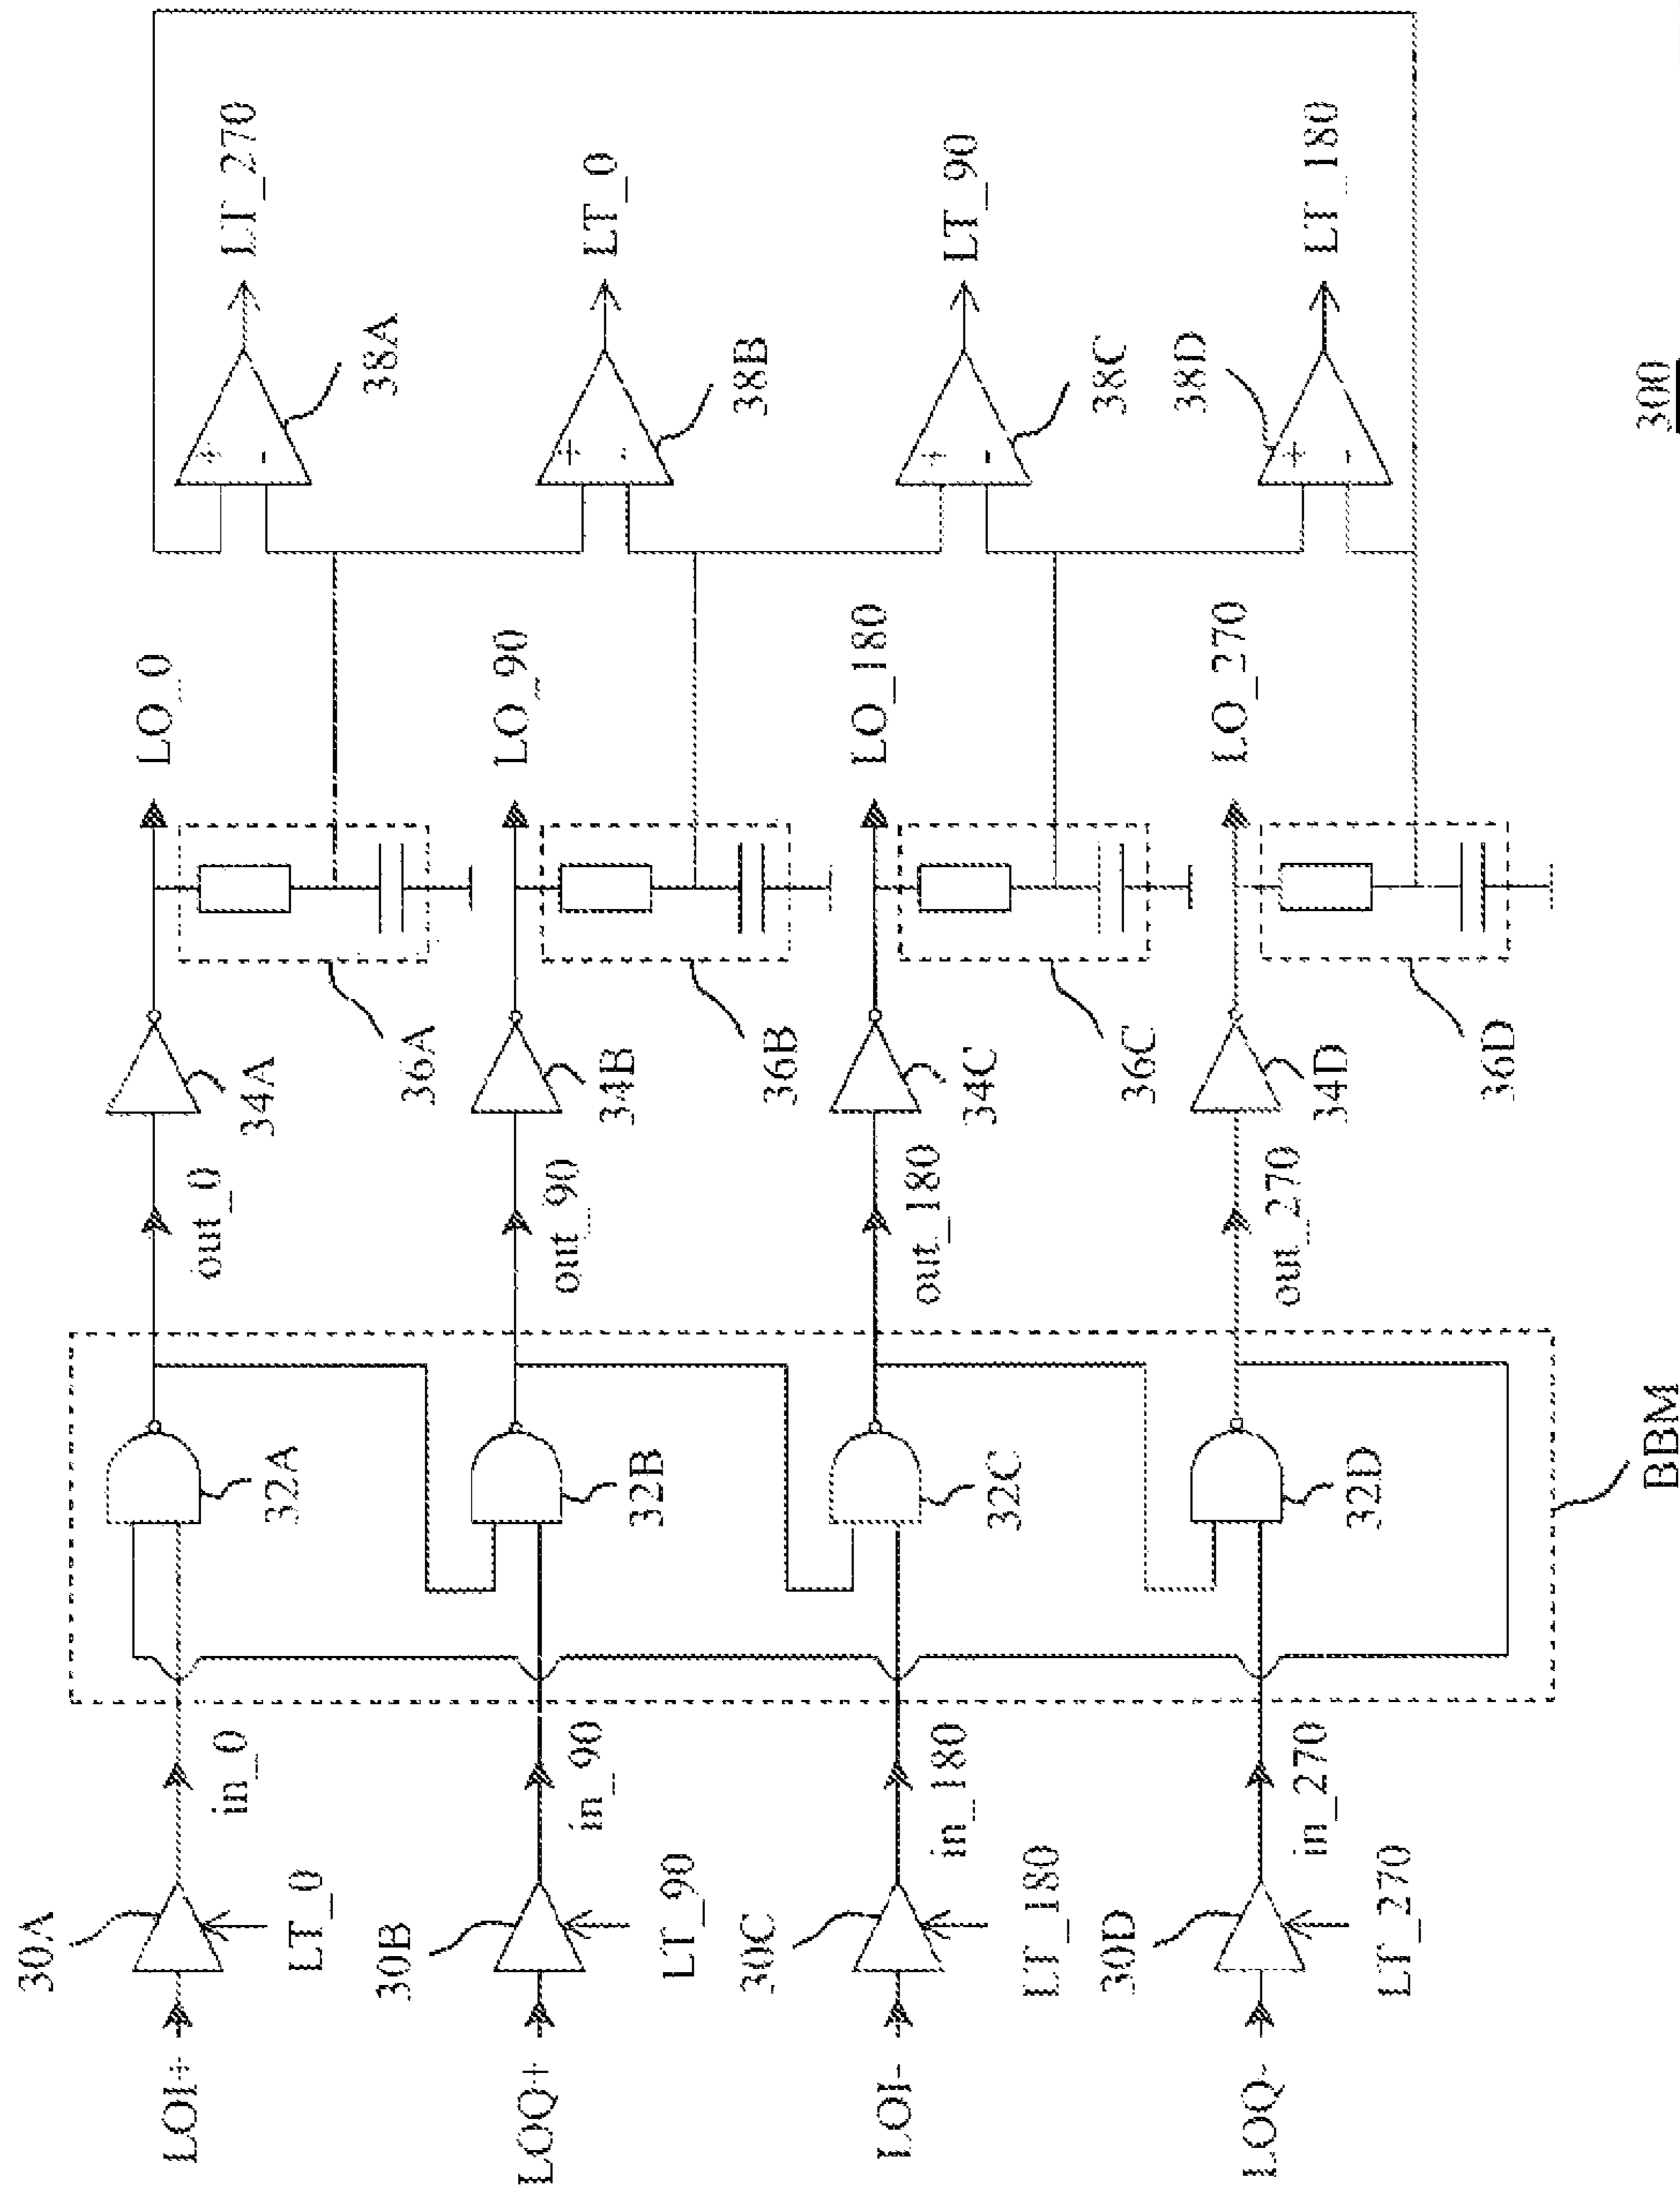 LOI+
30A
LT_0
in_0
32A
out_0
34A
36A
LO_0
38A
LT_270
LOQ+
30B
LT_90
in_90
32B
out_90
34B
36B
LO_90
38B
LT_0
LOI-
30C
LT_180
in_180
32C
out_180
34C
36C
LO_180
38C
LT_90
LOQ-
30D
LT_270
in_270
32D
out_270
34D
36D
LO_270
38D
LT_180
+
-
+
-
+
-
+
-
BBM
300